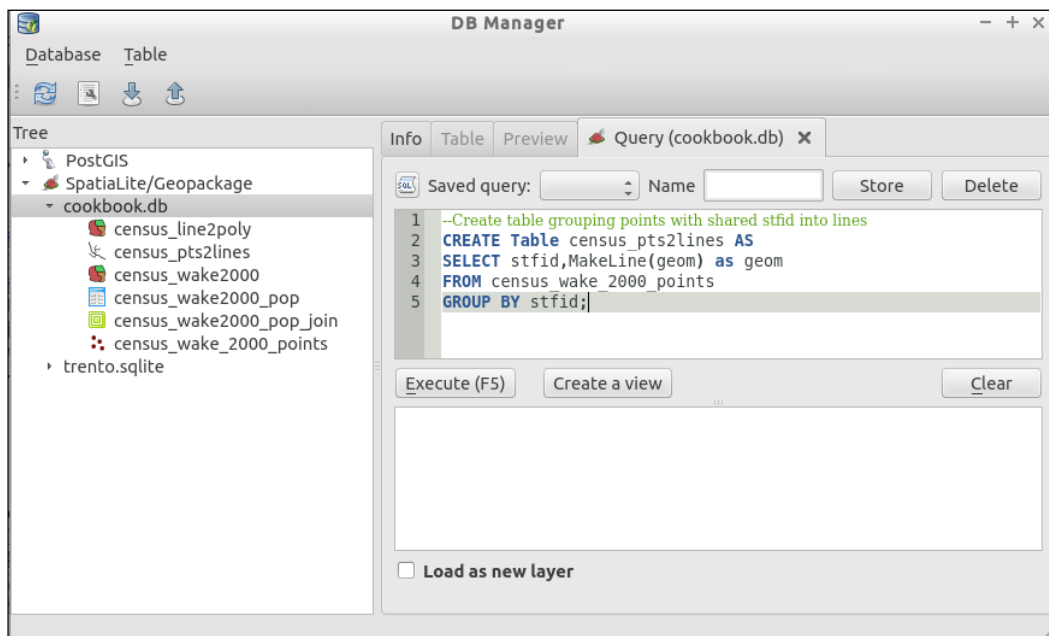 DB Manager
Database Table
Tree
PostGIS
SpatiaLite/Geopackage
cookbook.db
census_line2poly
census_pts2lines
census_wake2000
census_wake2000_pop
census_wake2000_pop_join
census_wake_2000_points
trento.sqlite
Info Table Preview Query (cookbook.db)
SQL Saved query: Name Store Delete
1 --Create table grouping points with shared stfid into lines
2 CREATE Table census_pts2lines AS
3 SELECT stfid,MakeLine(geom) as geom
4 FROM census_wake_2000_points
5 GROUP BY stfid;
Execute (F5) Create a view Clear
Load as new layer